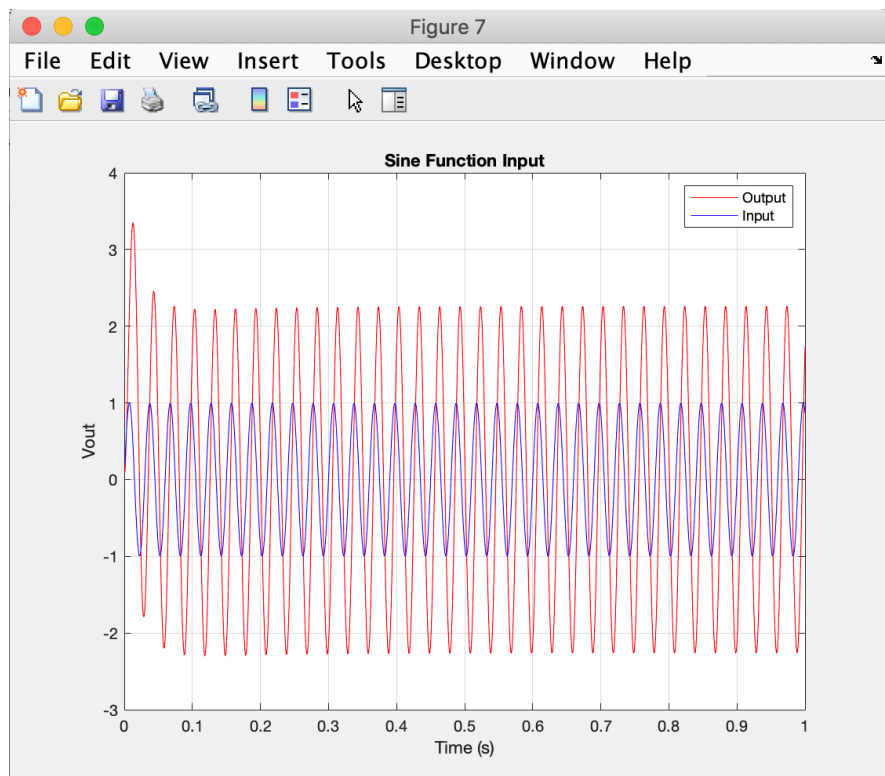 Figure 7
File Edit View Insert Tools Desktop Window Help
Sine Function Input
Output
Input
4
3
2
1
0
-1
-2
-3
Vout
0 0.1 0.2 0.3 0.4 0.5 0.6 0.7 0.8 0.9 1
Time (s)